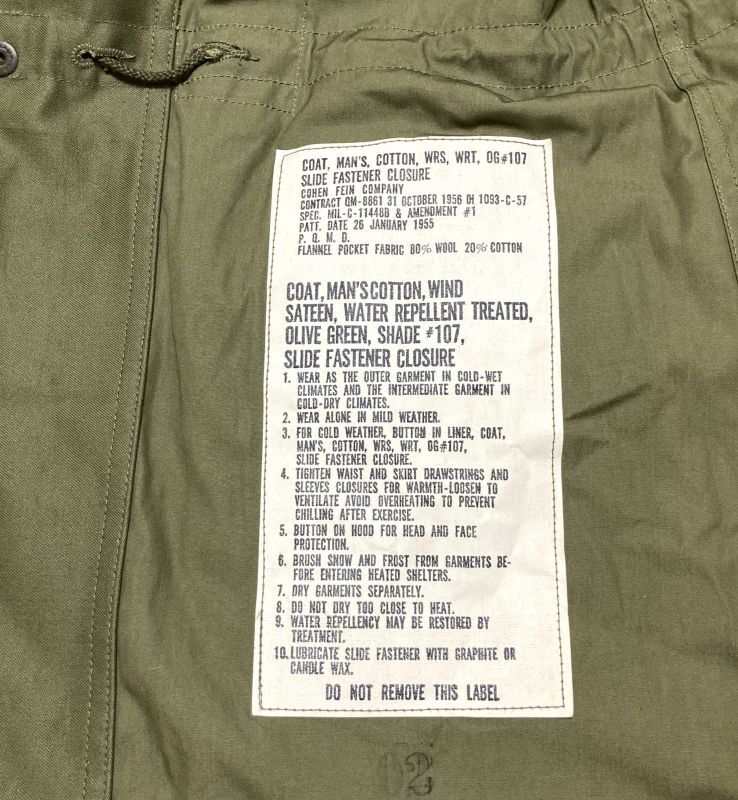 COAT, MAN'S, COTTON, WRS, WRT, OG#107
SLIDE FASTENER CLOSURE
COHEN FEIN COMPANY
CONTRACT QM-8861 31 OCTOBER 1956 OI 1093-C-57
SPEC. MIL-C-11448B & AMENDMENT #1
PATT. DATE 26 JANUARY 1955
P. Q. M. D.
FLANNEL POCKET FABRIC 80% WOOL 20% COTTON
COAT, MAN'S COTTON, WIND
SATEEN, WATER REPELLENT TREATED,
OLIVE GREEN, SHADE #107,
SLIDE FASTENER CLOSURE
1. WEAR AS THE OUTER GARMENT IN COLD-WET
CLIMATES AND THE INTERMEDIATE GARMENT IN
COLD-DRY CLIMATES.
2. WEAR ALONE IN MILD WEATHER.
3. FOR COLD WEATHER, BUTTON IN LINER, COAT,
MAN'S, COTTON, WRS, WRT, OG#107,
SLIDE FASTENER CLOSURE.
4. TIGHTEN WAIST AND SKIRT DRAWSTRINGS AND
SLEEVES CLOSURES FOR WARMTH-LOOSEN TO
VENTILATE AVOID OVERHEATING TO PREVENT
CHILLING AFTER EXERCISE.
5. BUTTON ON HOOD FOR HEAD AND FACE
PROTECTION.
6. BRUSH SNOW AND FROST FROM GARMENTS BE-
FORE ENTERING HEATED SHELTERS.
7. DRY GARMENTS SEPARATELY.
8. DO NOT DRY TOO CLOSE TO HEAT.
9. WATER REPELLENCY MAY BE RESTORED BY
TREATMENT.
10. LUBRICATE SLIDE FASTENER WITH GRAPHITE OR
CANDLE WAX.
DO NOT REMOVE THIS LABEL